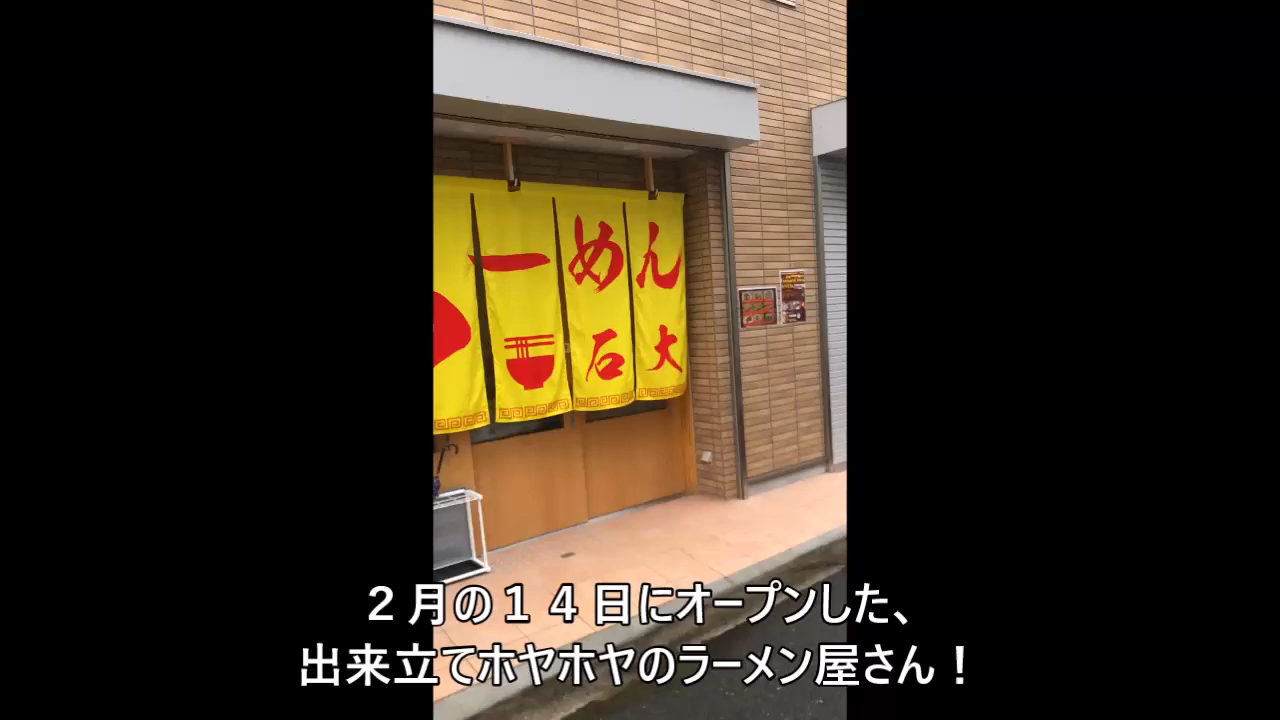 ーめん
石大
２月の１４日にオープンした、
出来立てホヤホヤのラーメン屋さん！